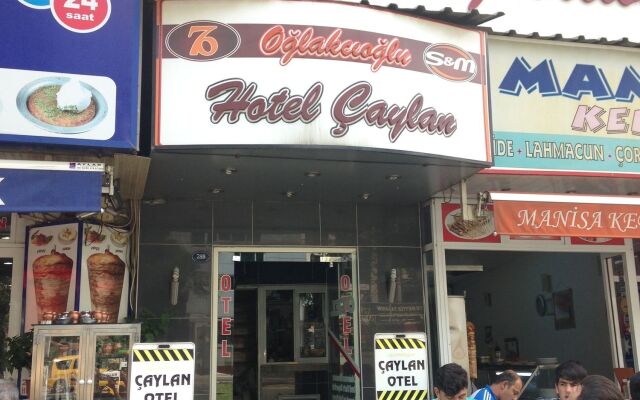 24
saat
76
Oğlakcıoğlu
S&M
Hotel Çaylan
MAN
KE
İDE - LAHMACUN - ÇOR
MANİSA KE
28B
OTEL
OTEL
ÇAYLAN
OTEL
ÇAYLAN
OTEL